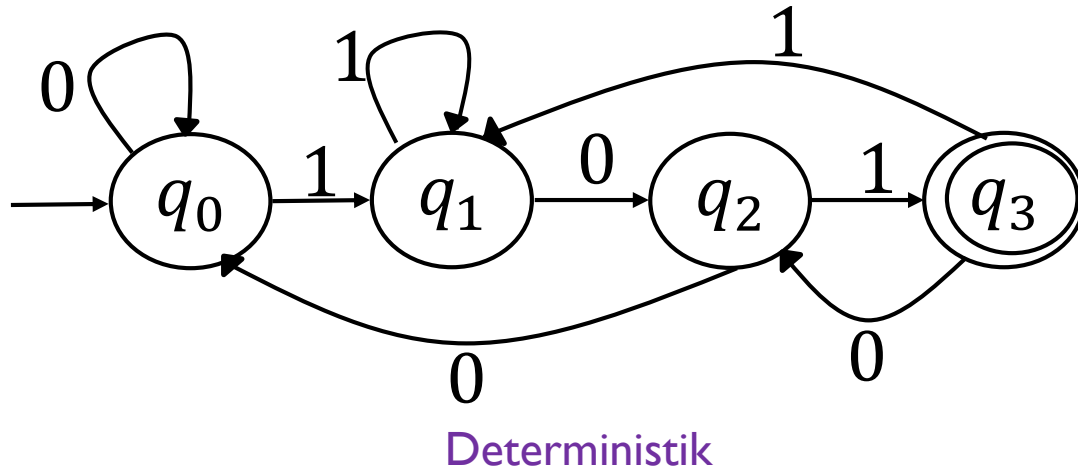 0 1 1
1 0 1
q₀ q₁ q₂ q₃
0 0
Deterministik